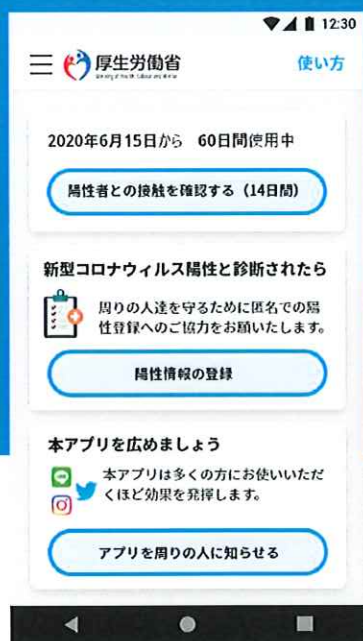 12:30
厚生労働省
使い方
2020年6月15日から 60日間使用中
陽性者との接触を確認する（14日間）
新型コロナウィルス陽性と診断されたら
周りの人達を守るために匿名での陽
性登録へのご協力をお願いたします。
陽性情報の登録
本アプリを広めましょう
本アプリは多くの方にお使いいただ
くほど効果を発揮します。
アプリを周りの人に知らせる